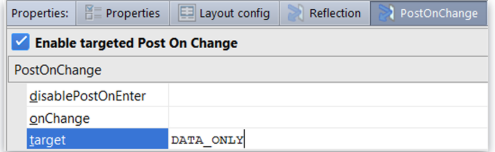 Properties: Properties Layout config Reflection PostOnChange
Enable targeted Post On Change
PostOnChange
disablePostOnEnter
onChange
target DATA_ONLY